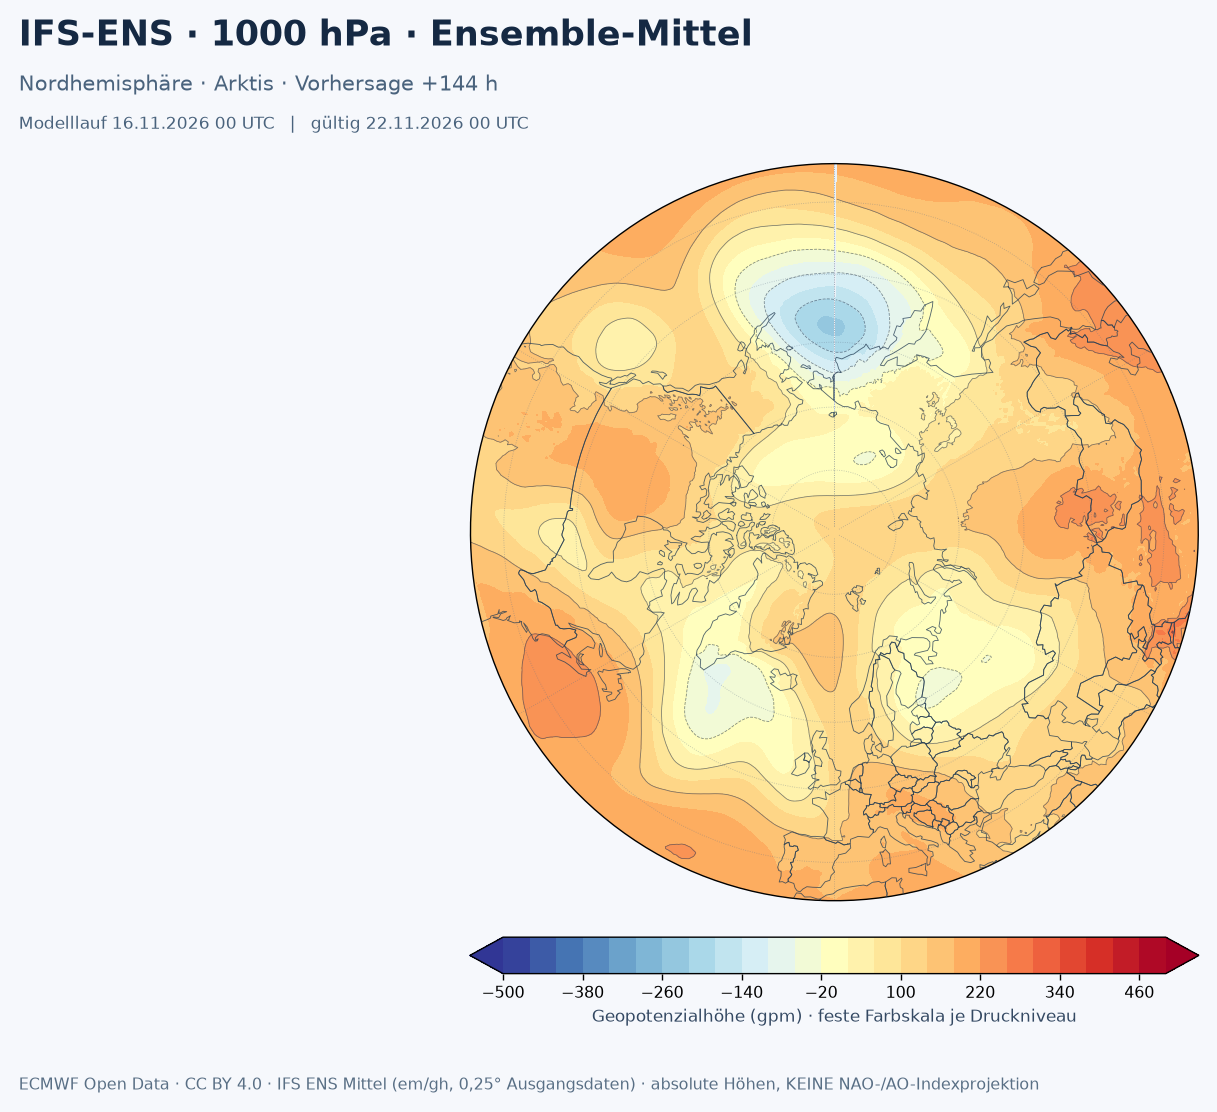 IFS-ENS · 1000 hPa · Ensemble-Mittel
Nordhemisphäre · Arktis · Vorhersage +144 h
Modelllauf 16.11.2026 00 UTC | gültig 22.11.2026 00 UTC
−500 −380 −260 −140 −20 100 220 340 460
Geopotenzialhöhe (gpm) · feste Farbskala je Druckniveau
ECMWF Open Data · CC BY 4.0 · IFS ENS Mittel (em/gh, 0,25° Ausgangsdaten) · absolute Höhen, KEINE NAO-/AO-Indexprojektion